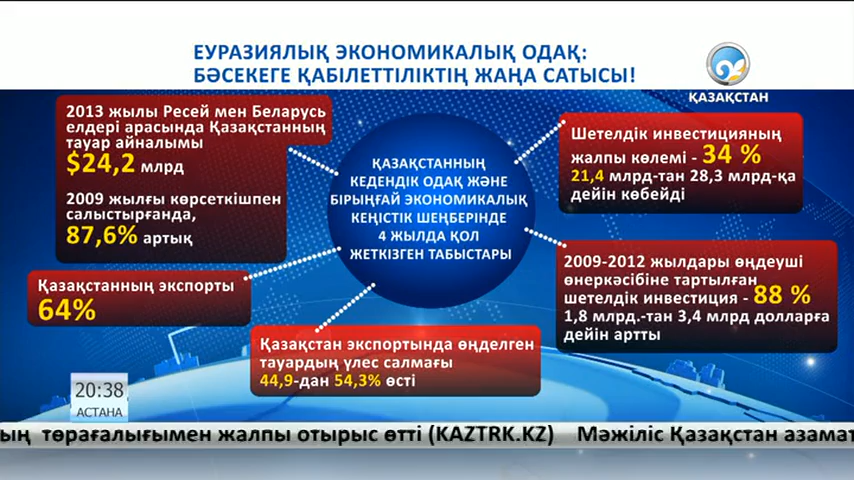 ЕУРАЗИЯЛЫҚ ЭКОНОМИКАЛЫҚ ОДАҚ:
БӘСЕКЕГЕ ҚАБІЛЕТТІЛІКТІҢ ЖАҢА САТЫСЫ!
ҚАЗАҚСТАН
2013 жылы Ресей мен Беларусь
елдері арасында Қазақстанның
тауар айналымы
$24,2 млрд
2009 жылғы көрсеткішпен
салыстырғанда,
87,6% артық
Қазақстанның экспорты
64%
ҚАЗАҚСТАННЫҢ
КЕДЕНДІК ОДАҚ ЖӘНЕ
БІРЫҢҒАЙ ЭКОНОМИКАЛЫҚ
КЕҢІСТІК ШЕҢБЕРІНДЕ
4 ЖЫЛДА ҚОЛ
ЖЕТКІЗГЕН ТАБЫСТАРЫ
Шетелдік инвестицияның
жалпы көлемі - 34 %
21,4 млрд-тан 28,3 млрд-қа
дейін көбейді
2009-2012 жылдары өңдеуші
өнеркәсібіне тартылған
шетелдік инвестиция - 88 %
1,8 млрд.-тан 3,4 млрд долларға
дейін артты
Қазақстан экспортында өңделген
тауардың үлес салмағы
44,9-дан 54,3% өсті
20:38
АСТАНА
ың төрағалығымен жалпы отырыс өтті (KAZTRK.KZ) Мәжіліс Қазақстан азамат